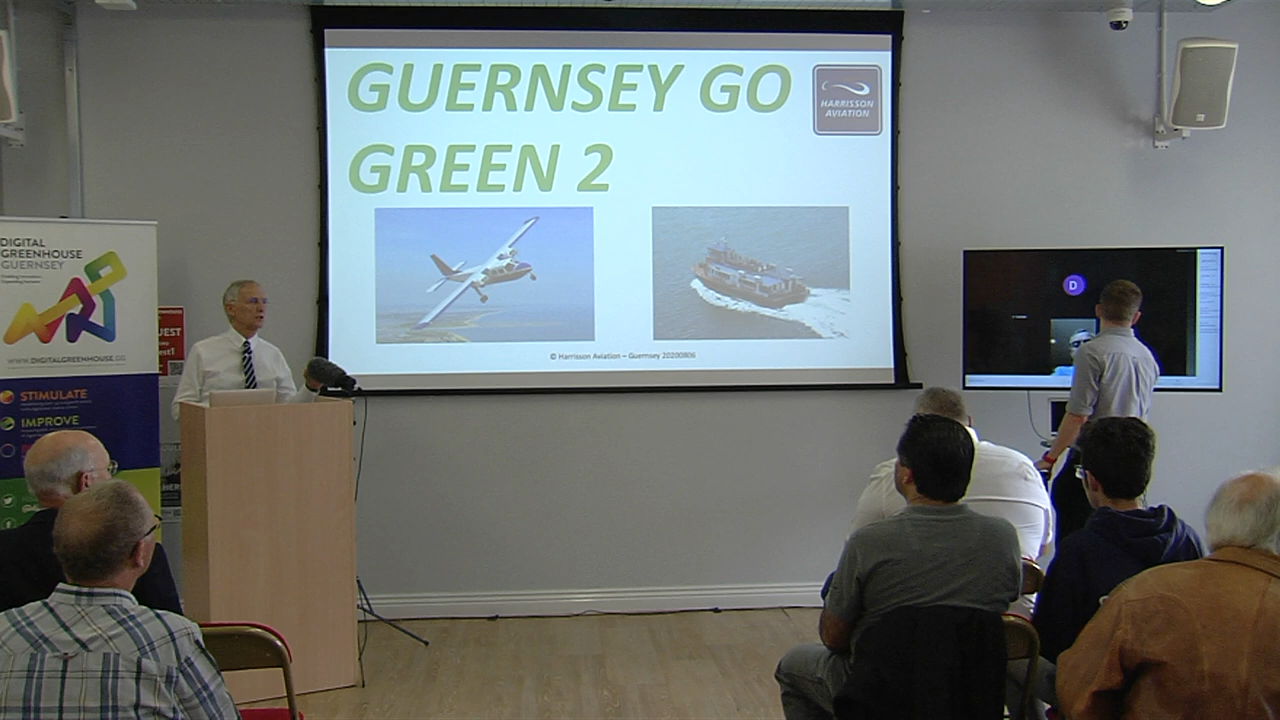 GUERNSEY GO
GREEN 2
HARRISSON
AVIATION
© Harrisson Aviation – Guernsey 20200806
DIGITAL
GREENHOUSE
GUERNSEY
WWW.DIGITALGREENHOUSE.GG
STIMULATE
IMPROVE
D